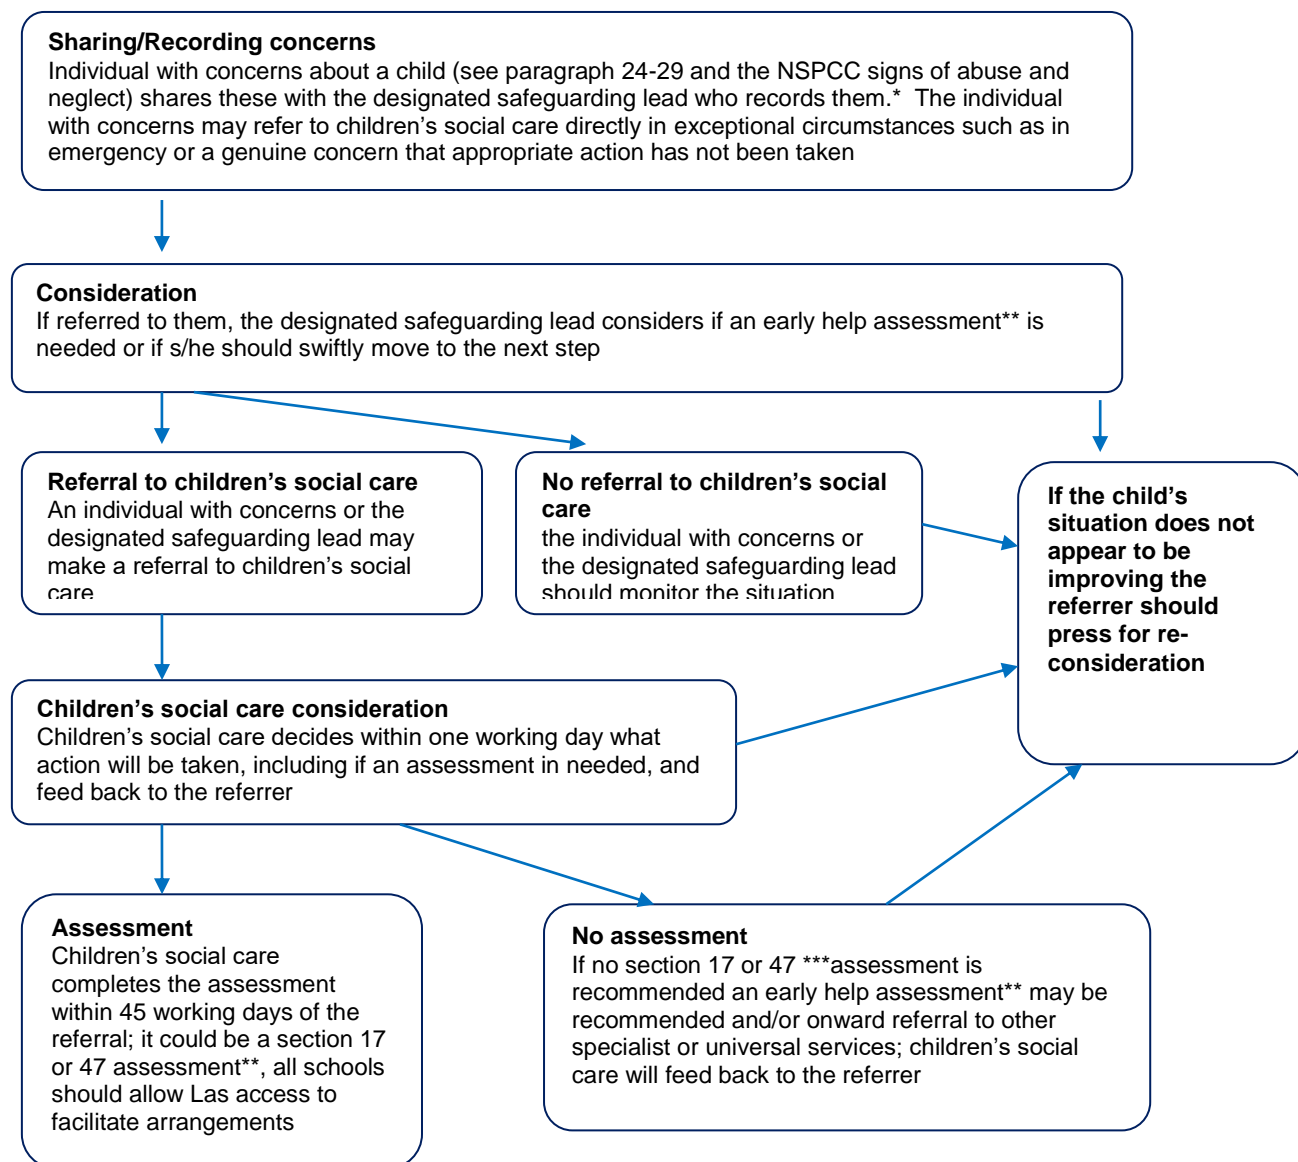 Sharing/Recording concerns
Individual with concerns about a child (see paragraph 24-29 and the NSPCC signs of abuse and
neglect) shares these with the designated safeguarding lead who records them.* The individual
with concerns may refer to children’s social care directly in exceptional circumstances such as in
emergency or a genuine concern that appropriate action has not been taken
Consideration
If referred to them, the designated safeguarding lead considers if an early help assessment** is
needed or if s/he should swiftly move to the next step
Referral to children’s social care
An individual with concerns or the
designated safeguarding lead may
make a referral to children’s social
care
No referral to children’s social
care
the individual with concerns or
the designated safeguarding lead
should monitor the situation
If the child’s
situation does not
appear to be
improving the
referrer should
press for re-
consideration
Children’s social care consideration
Children’s social care decides within one working day what
action will be taken, including if an assessment in needed, and
feed back to the referrer
Assessment
Children’s social care
completes the assessment
within 45 working days of the
referral; it could be a section 17
or 47 assessment**, all schools
should allow Las access to
facilitate arrangements
No assessment
If no section 17 or 47 ***assessment is
recommended an early help assessment** may be
recommended and/or onward referral to other
specialist or universal services; children’s social
care will feed back to the referrer